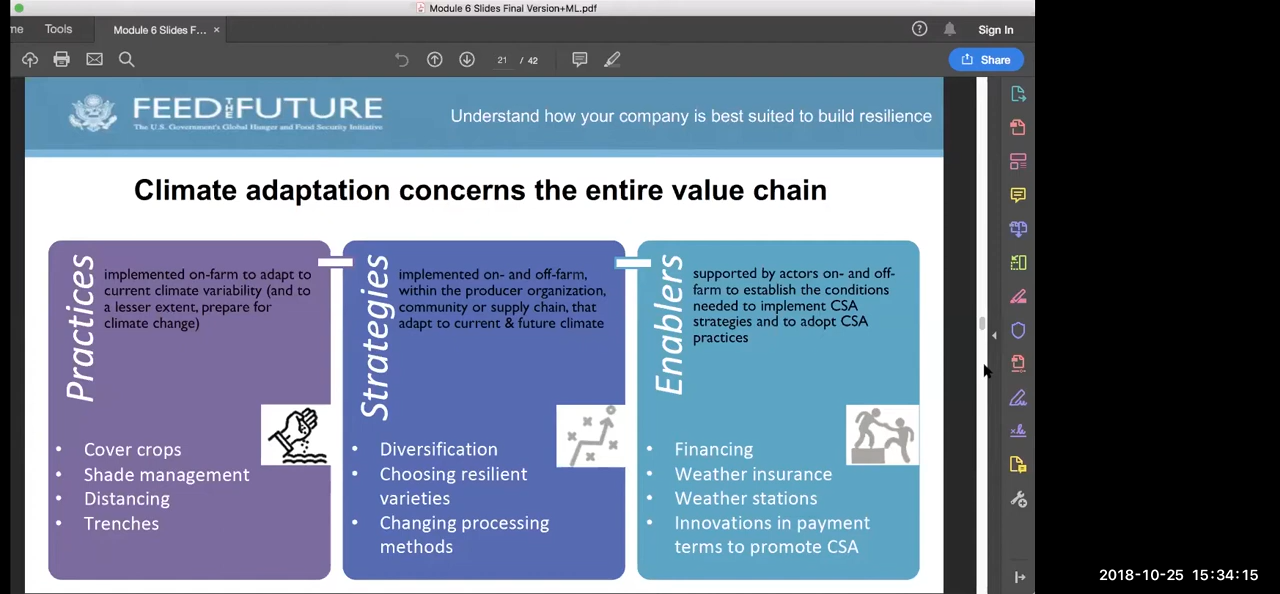 Module 6 Slides Final Version+ML.pdf
me
Tools
Module 6 Slides F... ×
Sign In
21 / 42
Share
FEED THE FUTURE
The U.S. Government's Global Hunger and Food Security Initiative
Understand how your company is best suited to build resilience
Climate adaptation concerns the entire value chain
Practices
implemented on-farm to adapt to
current climate variability (and to
a lesser extent, prepare for
climate change)
• Cover crops
• Shade management
• Distancing
• Trenches
Strategies
implemented on- and off-farm,
within the producer organization,
community or supply chain, that
adapt to current & future climate
• Diversification
• Choosing resilient
varieties
• Changing processing
methods
Enablers
supported by actors on- and off-
farm to establish the conditions
needed to implement CSA
strategies and to adopt CSA
practices
• Financing
• Weather insurance
• Weather stations
• Innovations in payment
terms to promote CSA
2018-10-25 15:34:15